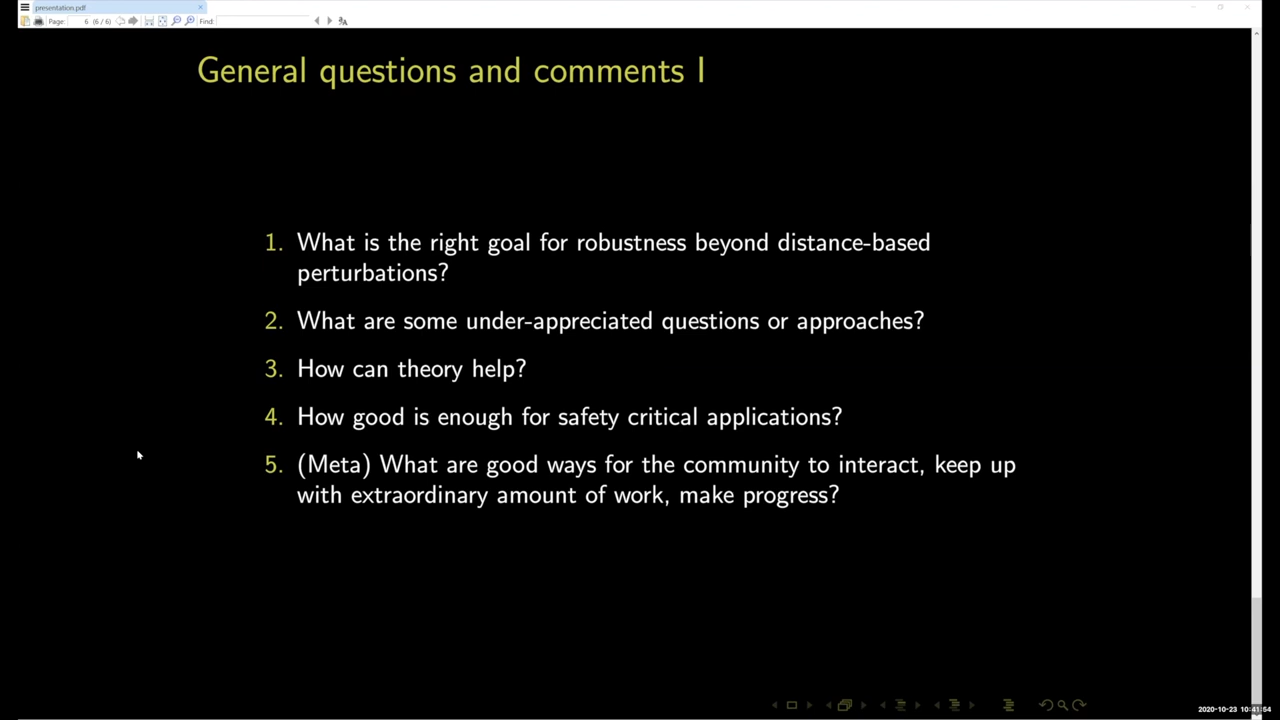 presentation.pdf
Page: 6 (6/6) Find:
General questions and comments I
1. What is the right goal for robustness beyond distance-based
perturbations?
2. What are some under-appreciated questions or approaches?
3. How can theory help?
4. How good is enough for safety critical applications?
5. (Meta) What are good ways for the community to interact, keep up
with extraordinary amount of work, make progress?
2020-10-23 10:41:54